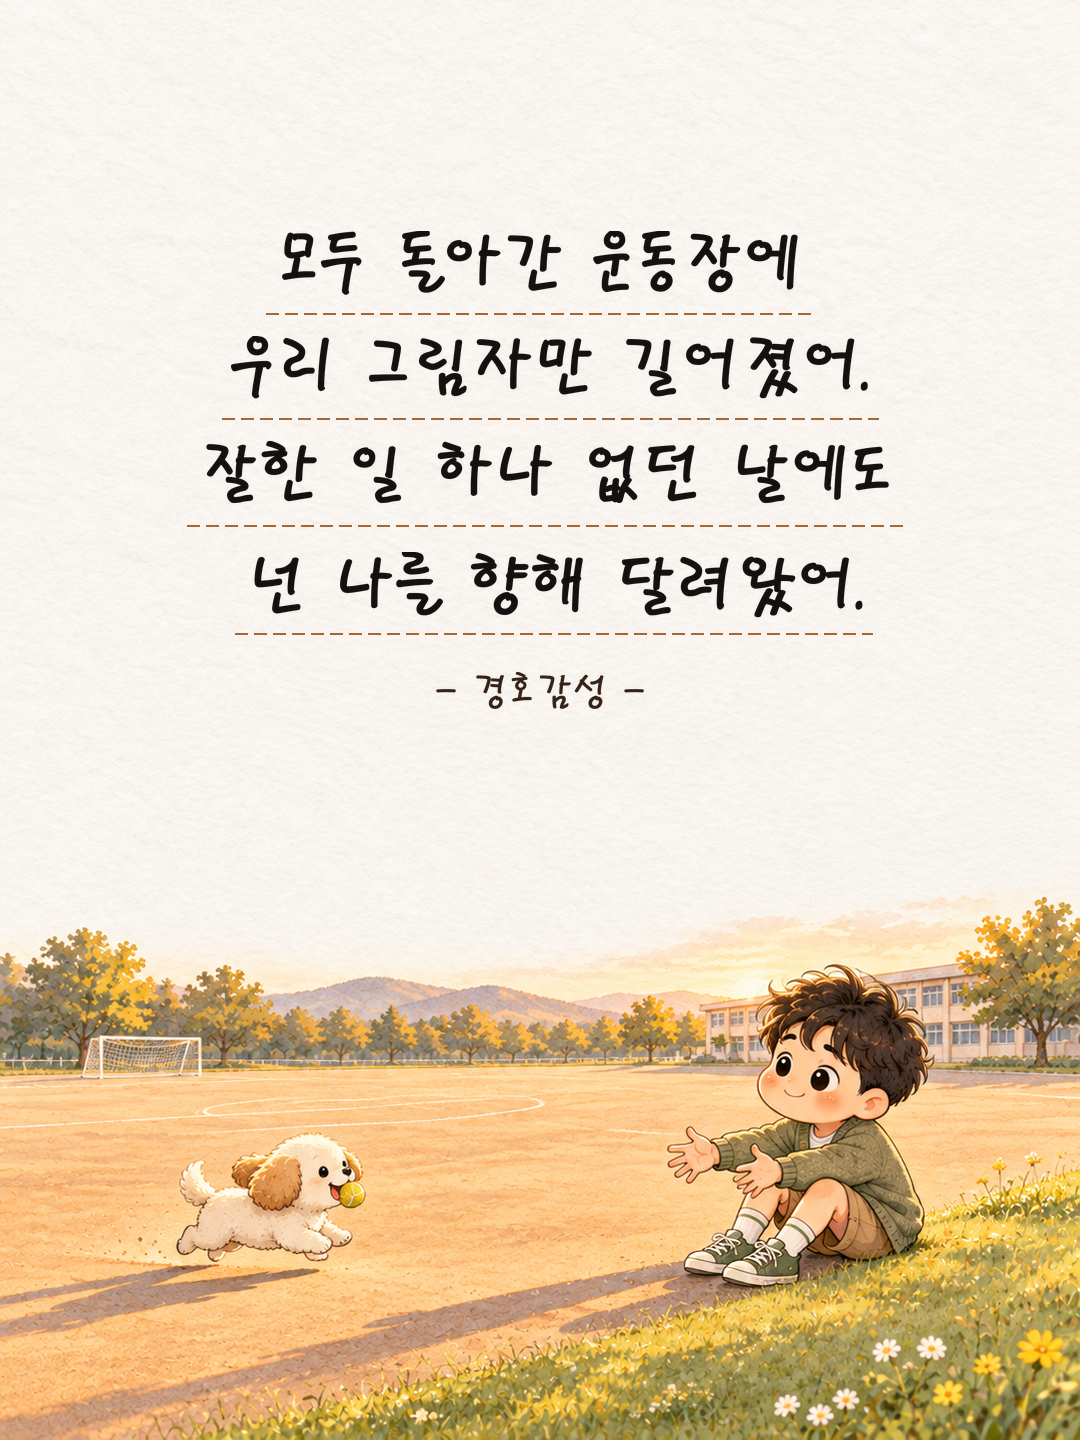 모두 돌아간 운동장에
우리 그림자만 길어졌어.
잘한 일 하나 없던 날에도
넌 나를 향해 달려왔어.
- 경호감성 -